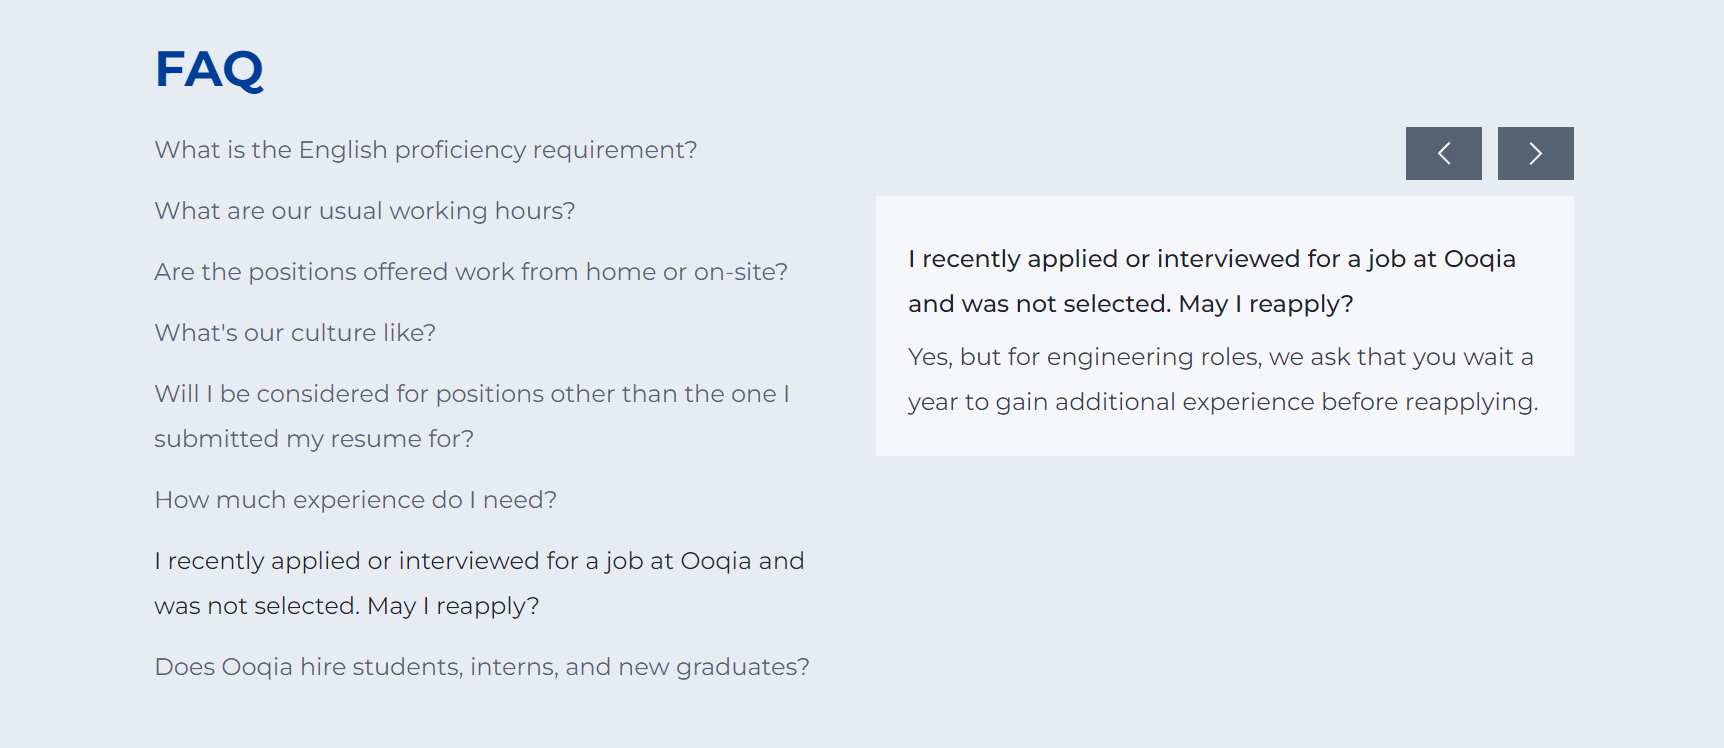 FAQ
What is the English proficiency requirement?
What are our usual working hours?
Are the positions offered work from home or on-site?
What's our culture like?
Will I be considered for positions other than the one I
submitted my resume for?
How much experience do I need?
I recently applied or interviewed for a job at Ooqia and
was not selected. May I reapply?
Does Ooqia hire students, interns, and new graduates?
I recently applied or interviewed for a job at Ooqia
and was not selected. May I reapply?
Yes, but for engineering roles, we ask that you wait a
year to gain additional experience before reapplying.